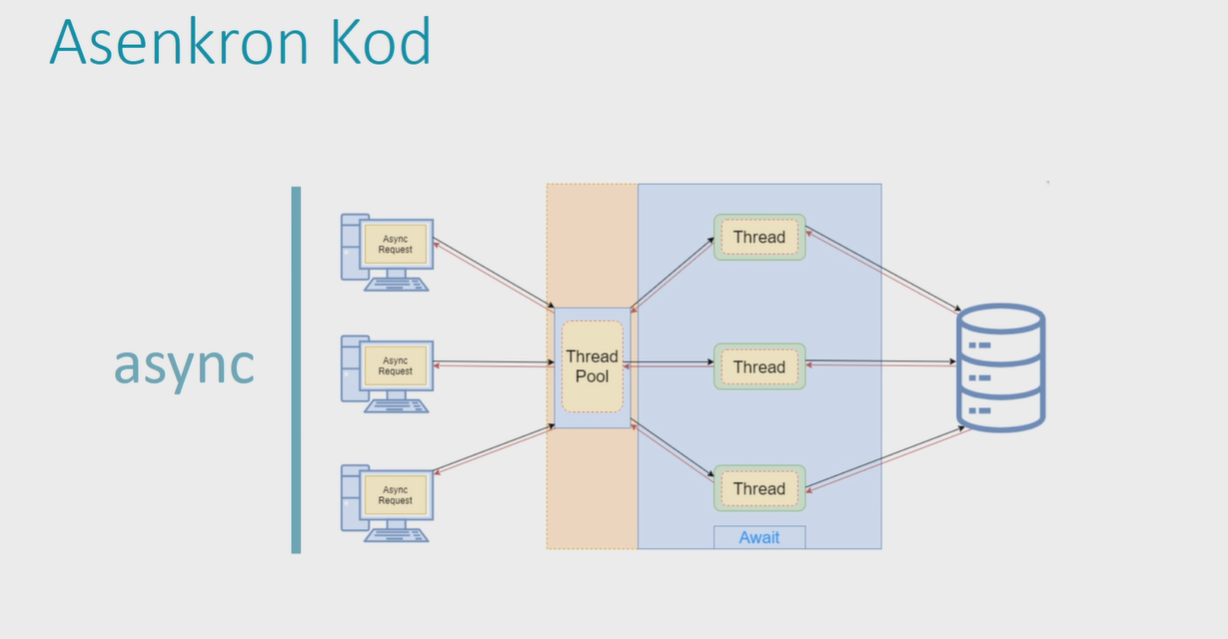 Asenkron Kod
async
Async
Request
Async
Request
Async
Request
Thread
Pool
Thread
Thread
Thread
Await